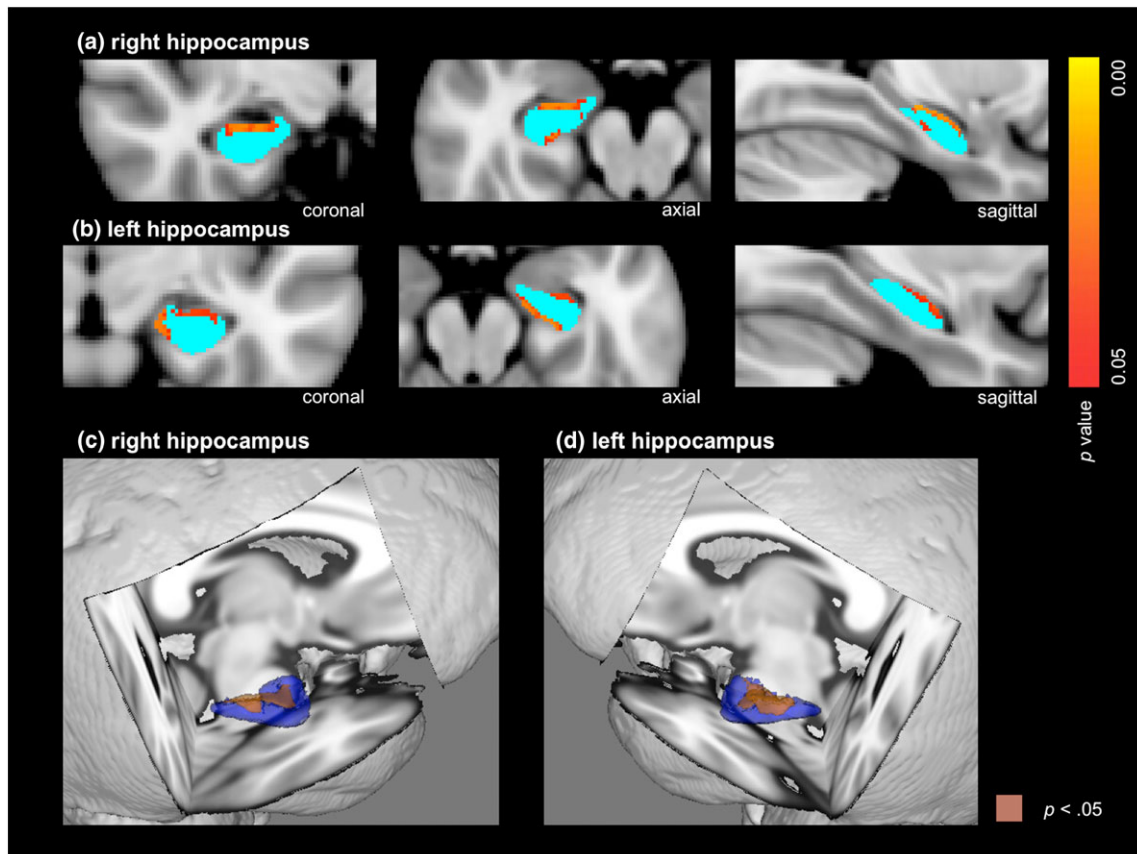 (a) right hippocampus
coronal
axial
sagittal
(b) left hippocampus
coronal
axial
sagittal
0.00
0.05
p value
(c) right hippocampus
(d) left hippocampus
p < .05